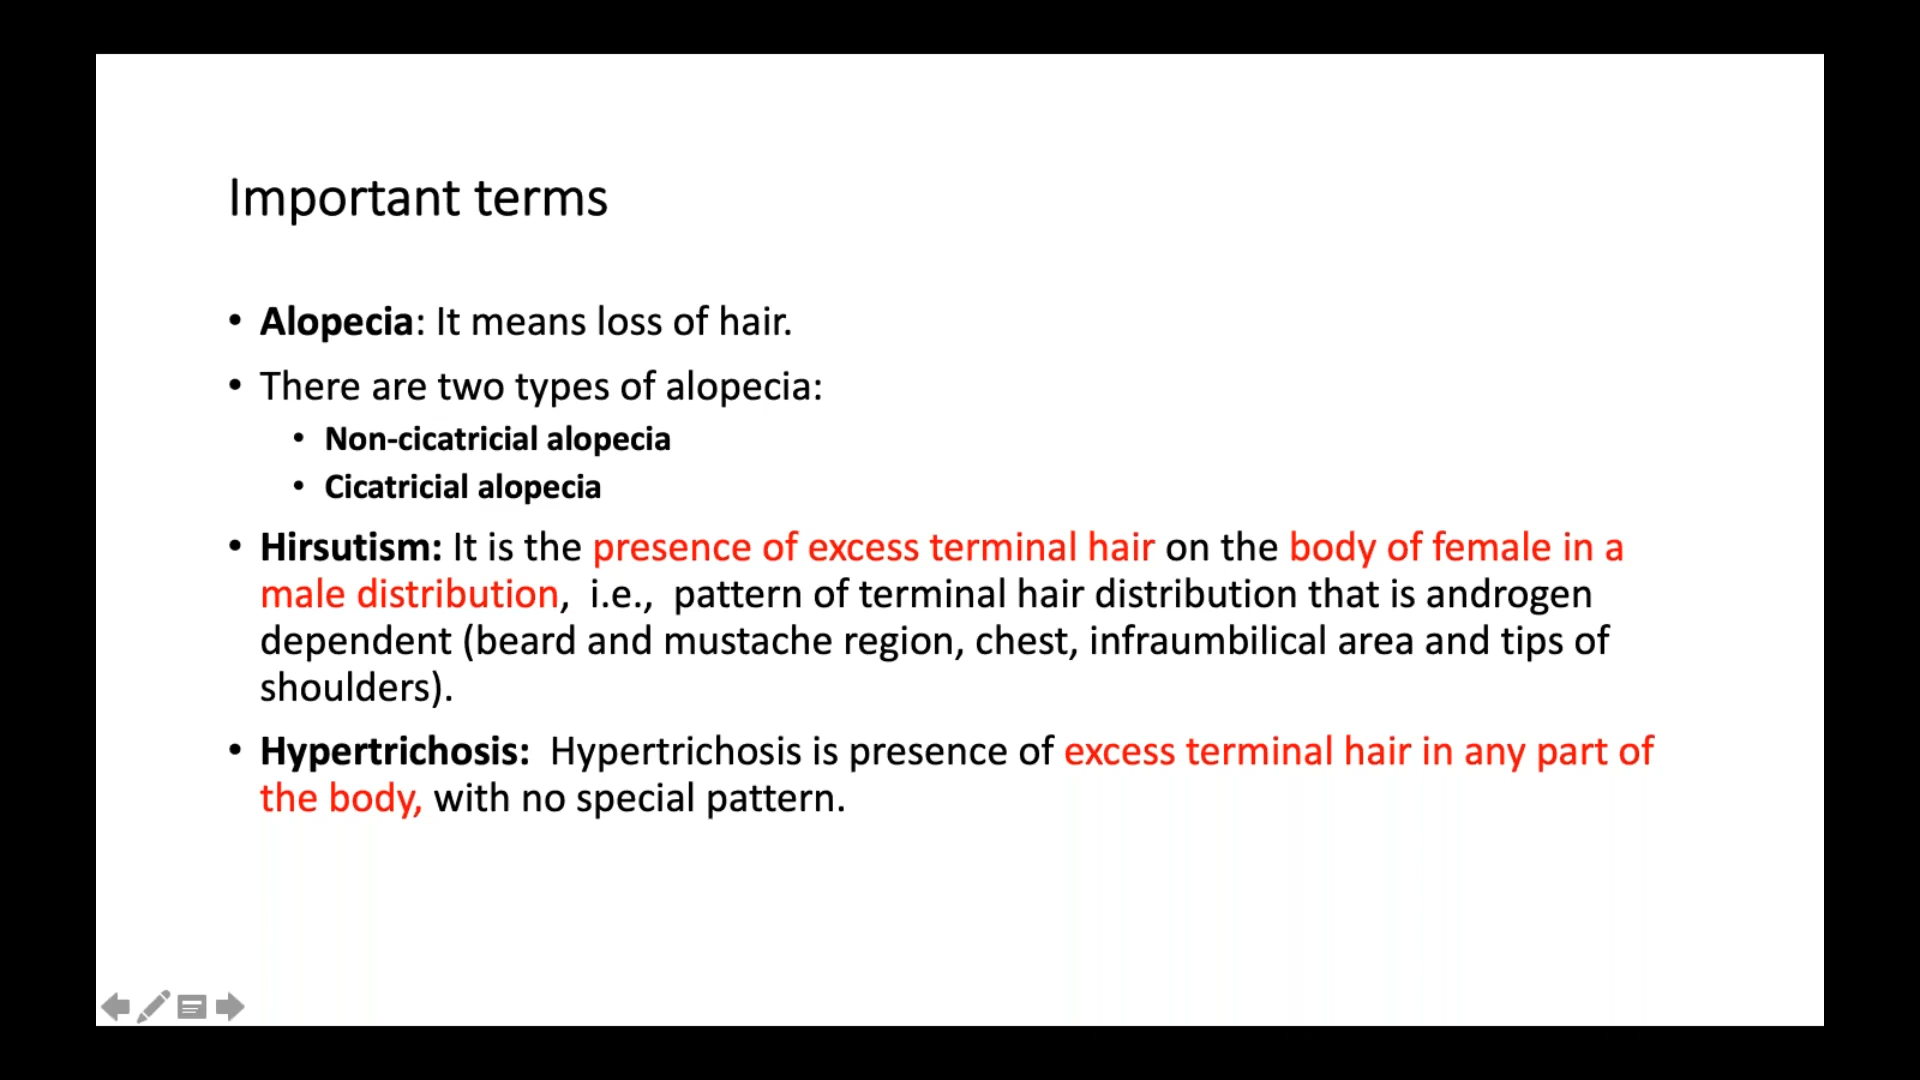 Important terms
• Alopecia: It means loss of hair.
• There are two types of alopecia:
• Non-cicatricial alopecia
• Cicatricial alopecia
• Hirsutism: It is the presence of excess terminal hair on the body of female in a
male distribution, i.e., pattern of terminal hair distribution that is androgen
dependent (beard and mustache region, chest, infraumbilical area and tips of
shoulders).
• Hypertrichosis: Hypertrichosis is presence of excess terminal hair in any part of
the body, with no special pattern.